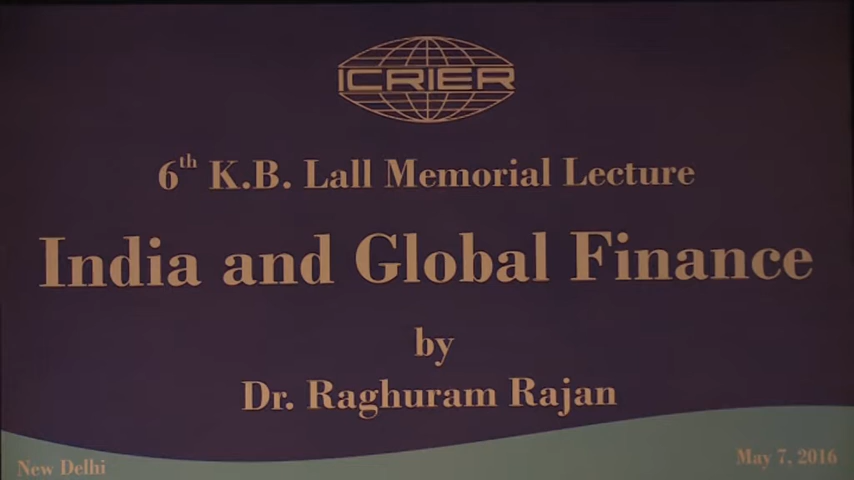 ICRIER
6th K.B. Lall Memorial Lecture
India and Global Finance
by
Dr. Raghuram Rajan
New Delhi
May 7, 2016